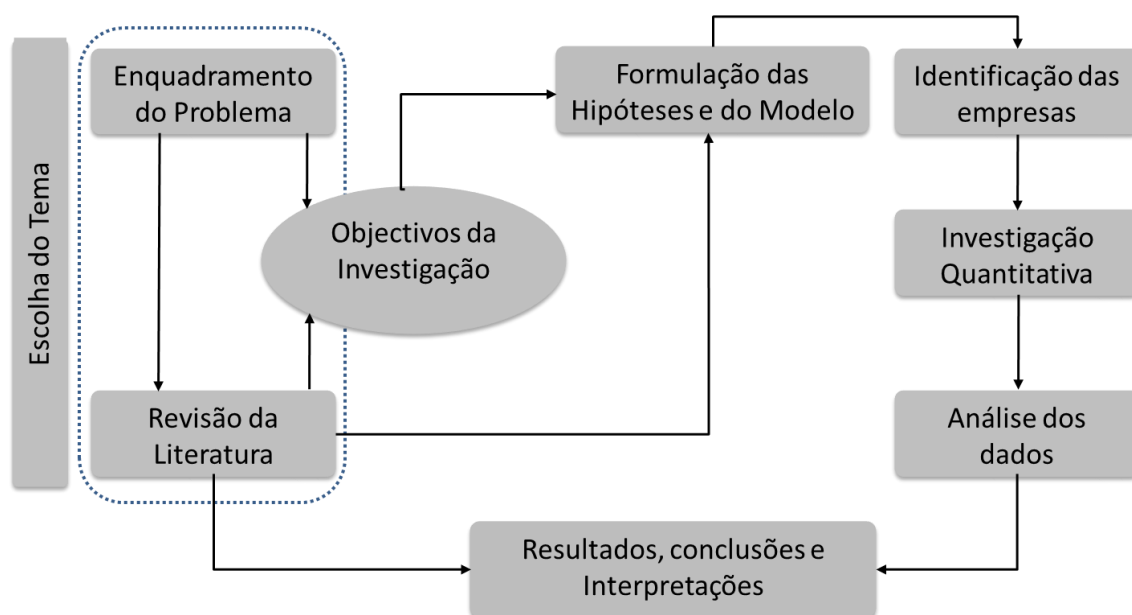 Escolha do Tema
Enquadramento
do Problema
Objectivos da
Investigação
Revisão da
Literatura
Formulação das
Hipóteses e do Modelo
Identificação das
empresas
Investigação
Quantitativa
Análise dos
dados
Resultados, conclusões e
Interpretações